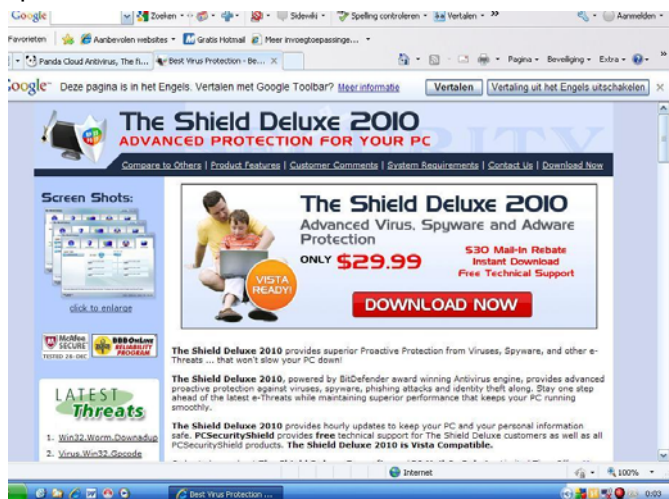 Google
Zoeken
Sidewiki
Spelling controleren
Vertalen
Aanmelden
Favorieten
Aanbevolen websites
Gratis Hotmail
Meer invoegtoepassinge...
Panda Cloud Antivirus, The fi...
Best Virus Protection - Be...
Pagina
Beveiliging
Extra
Google Deze pagina is in het Engels. Vertalen met Google Toolbar? Meer informatie
Vertalen
Vertaling uit het Engels uitschakelen
The Shield Deluxe 2010
ADVANCED PROTECTION FOR YOUR PC
Compare to Others | Product Features | Customer Comments | System Requirements | Contact Us | Download Now
Screen Shots:
click to enlarge
McAfee SECURE
TESTED 28-DEC
BBBOnLine RELIABILITY PROGRAM
LATEST
Threats
1. Win32.Worm.Downadup
2. Virus.Win32.Gpcode
The Shield Deluxe 2010
Advanced Virus, Spyware and Adware
Protection
ONLY $29.99
$30 Mail-In Rebate
Instant Download
Free Technical Support
VISTA
READY!
DOWNLOAD NOW
The Shield Deluxe 2010 provides superior Proactive Protection from Viruses, Spyware, and other e-
Threats ... that won't slow your PC down!
The Shield Deluxe 2010, powered by BitDefender award winning Antivirus engine, provides advanced
proactive protection against viruses, spyware, phishing attacks and identity theft along. Stay one step
ahead of the latest e-Threats while maintaining superior performance that keeps your PC running
smoothly.
The Shield Deluxe 2010 provides hourly updates to keep your PC and your personal information
safe. PCSecurityShield provides free technical support for The Shield Deluxe customers as well as all
PCSecurityShield products. The Shield Deluxe 2010 is Vista Compatible.
Internet
100%
Best Virus Protection ...
0:03